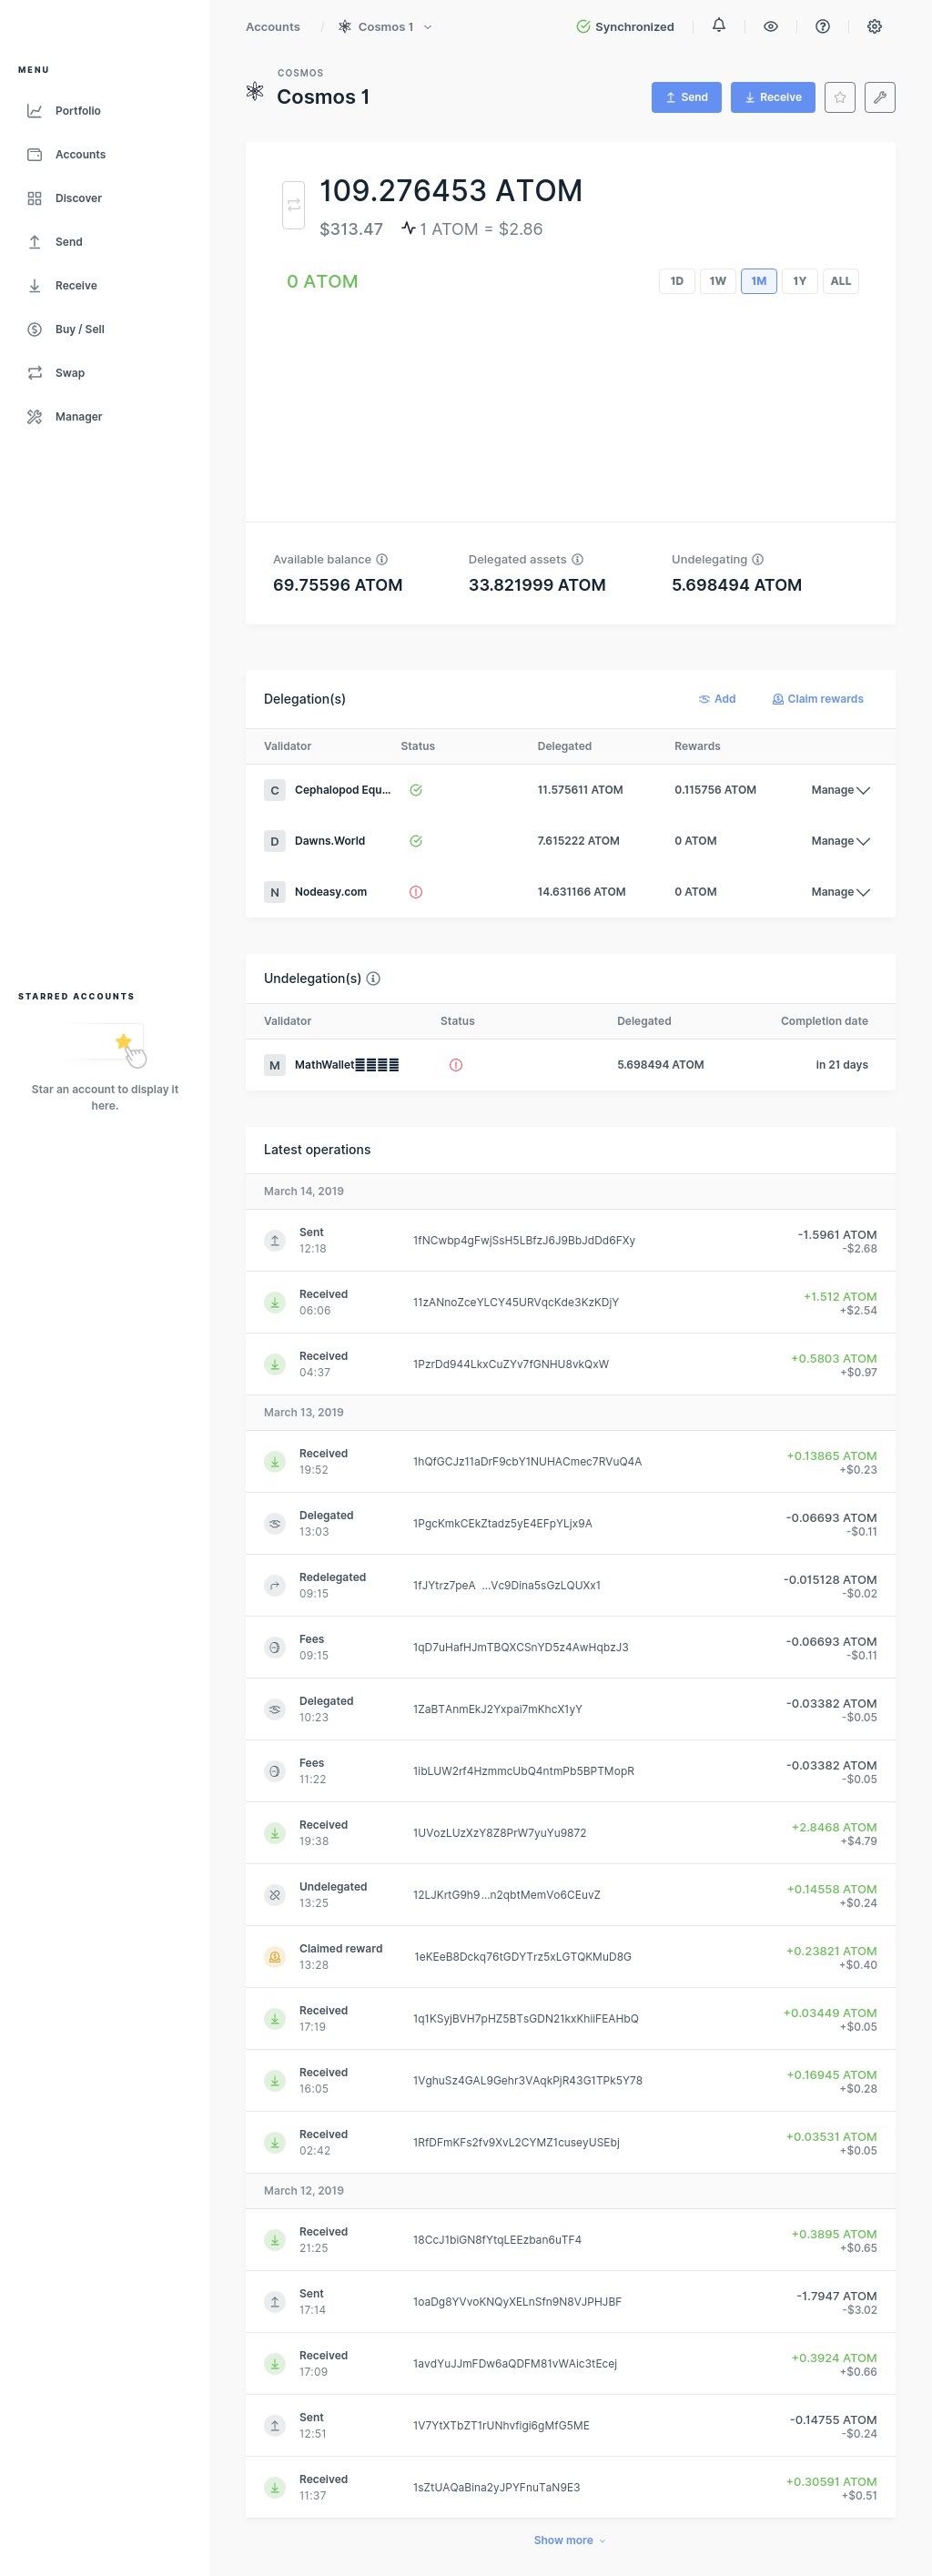 Accounts / Cosmos 1
Synchronized
MENU
Portfolio
Accounts
Discover
Send
Receive
Buy / Sell
Swap
Manager
STARRED ACCOUNTS
Star an account to display it
here.
COSMOS
Cosmos 1
Send
Receive
109.276453 ATOM
$313.47 1 ATOM = $2.86
0 ATOM
1D 1W 1M 1Y ALL
Available balance Delegated assets Undelegating
69.75596 ATOM 33.821999 ATOM 5.698494 ATOM
Delegation(s) Add Claim rewards
Validator Status Delegated Rewards
C Cephalopod Equ... 11.575611 ATOM 0.115756 ATOM Manage
D Dawns.World 7.615222 ATOM 0 ATOM Manage
N Nodeasy.com 14.631166 ATOM 0 ATOM Manage
Undelegation(s)
Validator Status Delegated Completion date
M MathWallet 5.698494 ATOM in 21 days
Latest operations
March 14, 2019
Sent 1fNCwbp4gFwjSsH5LBfzJ6J9BbJdDd6FXy -1.5961 ATOM
12:18 -$2.68
Received 11zANnoZceYLCY45URVqcKde3KzKDjY +1.512 ATOM
06:06 +$2.54
Received 1PzrDd944LkxCuZYv7fGNHU8vkQxW +0.5803 ATOM
04:37 +$0.97
March 13, 2019
Received 1hQfGCJz11aDrF9cbY1NUHACmec7RVuQ4A +0.13865 ATOM
19:52 +$0.23
Delegated 1PgcKmkCEkZtadz5yE4EFpYLjx9A -0.06693 ATOM
13:03 -$0.11
Redelegated 1fJYtrz7peA ...Vc9Dina5sGzLQUXx1 -0.015128 ATOM
09:15 -$0.02
Fees 1qD7uHafHJmTBQXCSnYD5z4AwHqbzJ3 -0.06693 ATOM
09:15 -$0.11
Delegated 1ZaBTAnmEkJ2Yxpai7mKhcX1yY -0.03382 ATOM
10:23 -$0.05
Fees 1ibLUW2rf4HzmmcUbQ4ntmPb5BPTMopR -0.03382 ATOM
11:22 -$0.05
Received 1UVozLUzXzY8Z8PrW7yuYu9872 +2.8468 ATOM
19:38 +$4.79
Undelegated 12LJKrtG9h9...n2qbtMemVo6CEuvZ +0.14558 ATOM
13:25 +$0.24
Claimed reward 1eKEeB8Dckq76tGDYTrz5xLGTQKMuD8G +0.23821 ATOM
13:28 +$0.40
Received 1q1KSyjBVH7pHZ5BTsGDN21kxKhiiFEAHbQ +0.03449 ATOM
17:19 +$0.05
Received 1VghuSz4GAL9Gehr3VAqkPjR43G1TPk5Y78 +0.16945 ATOM
16:05 +$0.28
Received 1RfDFmKFs2fv9XvL2CYMZ1cuseyUSEbj +0.03531 ATOM
02:42 +$0.05
March 12, 2019
Received 18CcJ1biGN8fYtqLEEzban6uTF4 +0.3895 ATOM
21:25 +$0.65
Sent 1oaDg8YVvoKNQyXELnSfn9N8VJPHJBF -1.7947 ATOM
17:14 -$3.02
Received 1avdYuJJmFDw6aQDFM81vWAic3tEcej +0.3924 ATOM
17:09 +$0.66
Sent 1V7YtXTbZT1rUNhvfigi6gMfG5ME -0.14755 ATOM
12:51 -$0.24
Received 1sZtUAQaBina2yJPYFnuTaN9E3 +0.30591 ATOM
11:37 +$0.51
Show more